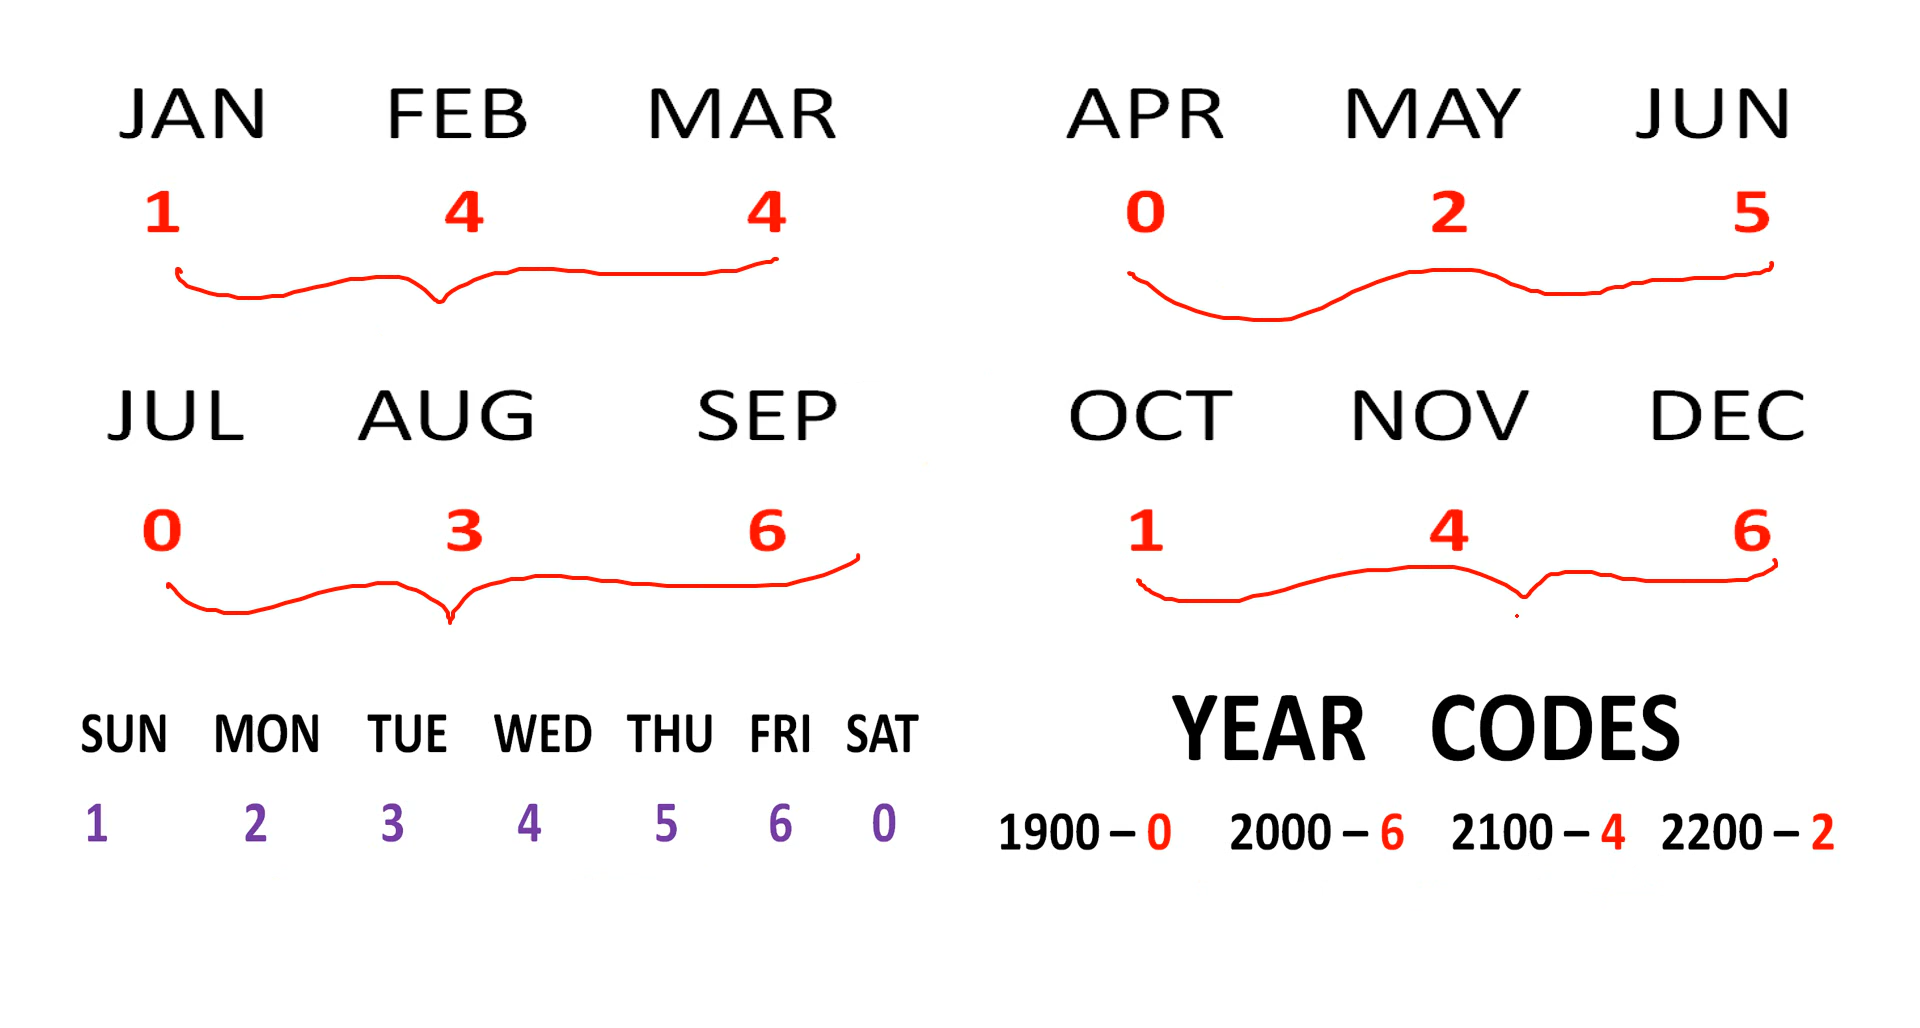 JAN FEB MAR APR MAY JUN
1 4 4 0 2 5
JUL AUG SEP OCT NOV DEC
0 3 6 1 4 6
SUN MON TUE WED THU FRI SAT
1 2 3 4 5 6 0
YEAR CODES
1900 – 0 2000 – 6 2100 – 4 2200 – 2